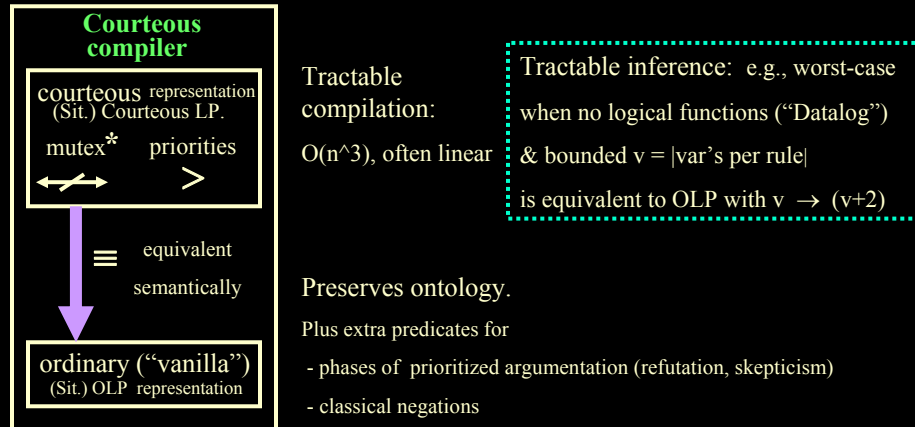 Courteous
compiler
courteous representation
(Sit.) Courteous LP.
mutex* priorities
>
≡ equivalent
semantically
ordinary ("vanilla")
(Sit.) OLP representation
Tractable
compilation:
O(n^3), often linear
Tractable inference: e.g., worst-case
when no logical functions ("Datalog")
& bounded v = |var's per rule|
is equivalent to OLP with v → (v+2)
Preserves ontology.
Plus extra predicates for
- phases of prioritized argumentation (refutation, skepticism)
- classical negations